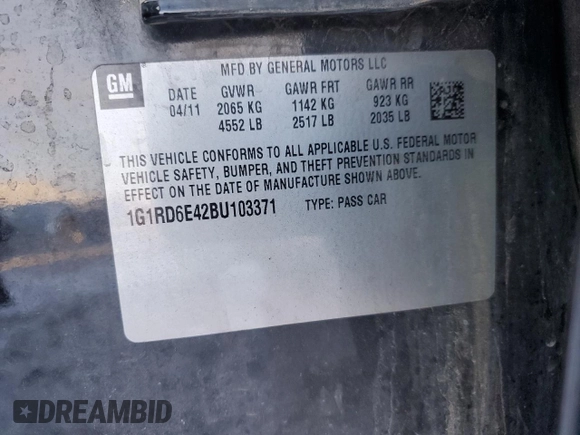 MFD BY GENERAL MOTORS LLC
GM
DATE GVWR GAWR FRT GAWR RR
04/11 2065 KG 1142 KG 923 KG
4552 LB 2517 LB 2035 LB
THIS VEHICLE CONFORMS TO ALL APPLICABLE U.S. FEDERAL MOTOR
VEHICLE SAFETY, BUMPER, AND THEFT PREVENTION STANDARDS IN
EFFECT ON THE DATE OF MANUFACTURE SHOWN ABOVE.
1G1RD6E42BU103371 TYPE: PASS CAR
DREAMBID